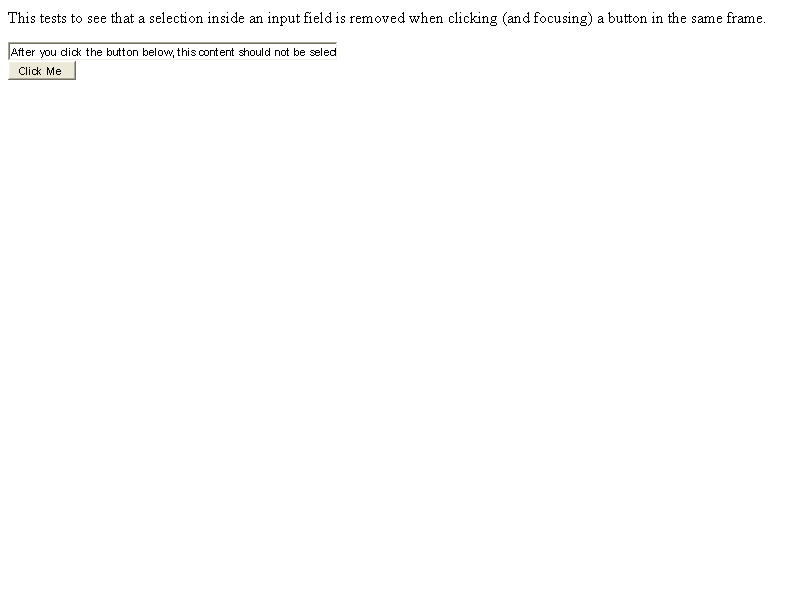 This tests to see that a selection inside an input field is removed when clicking (and focusing) a button in the same frame.
After you click the button below, this content should not be selec
Click Me